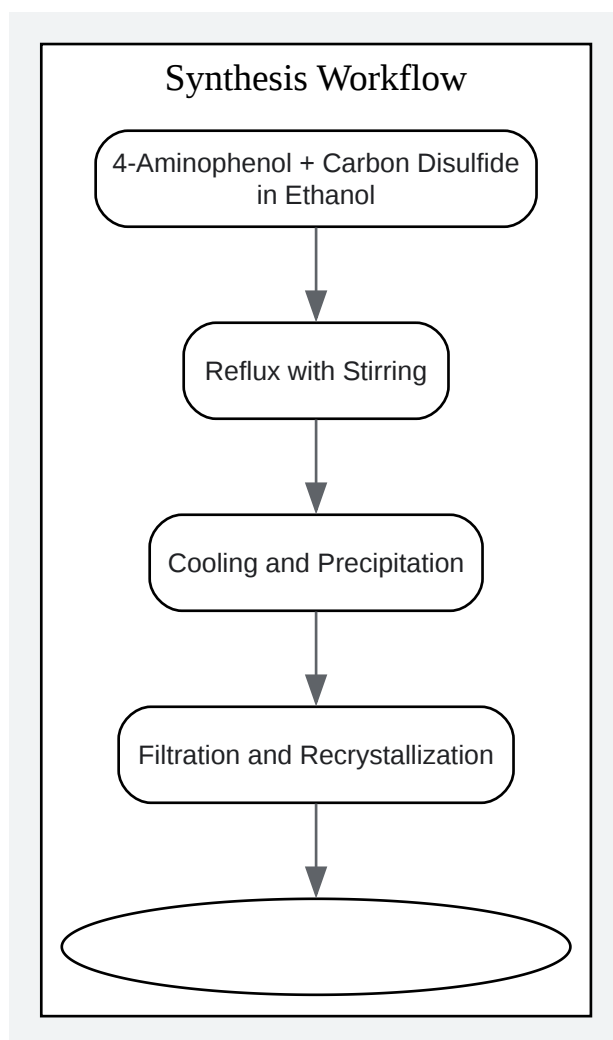 Synthesis Workflow
4-Aminophenol + Carbon Disulfide
in Ethanol
Reflux with Stirring
Cooling and Precipitation
Filtration and Recrystallization